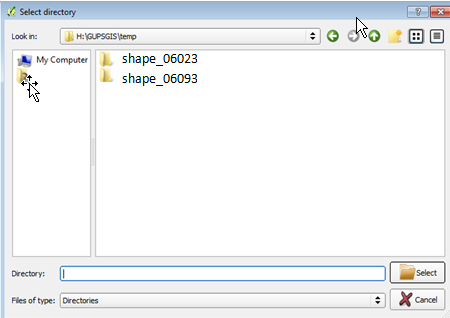 Select directory
Look in: H:\GUPSGIS\temp
My Computer
shape_06023
shape_06093
Directory:
Select
Files of type: Directories
Cancel